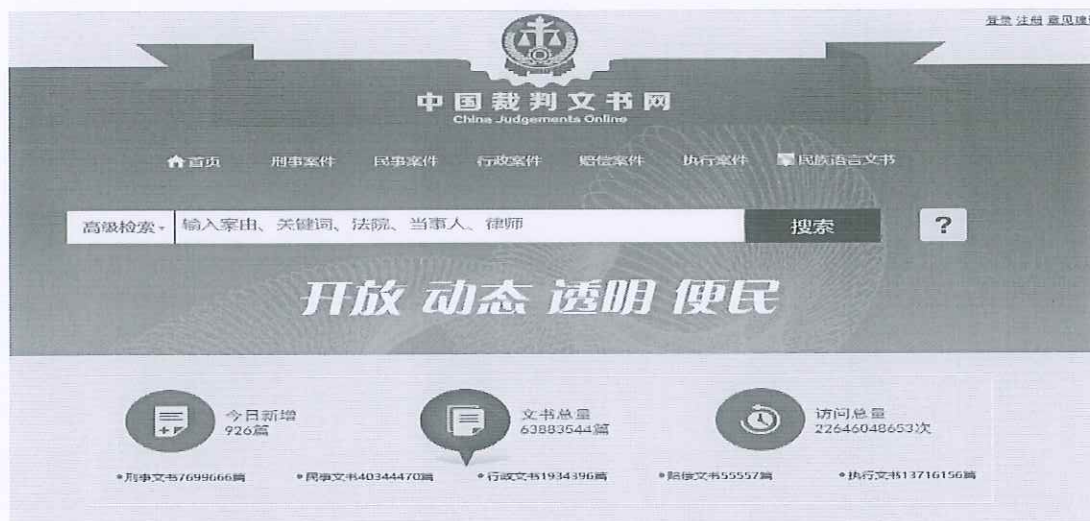 登录 注册 意见建
中国裁判文书网
China Judgements Online
首页 刑事案件 民事案件 行政案件 赔偿案件 执行案件 民族语言文书
高级检索 输入案由、关键词、法院、当事人、律师 搜索 ?
开放 动态 透明 便民
今日新增
926篇
文书总量
63883544篇
访问总量
22646048653次
•刑事文书7699666篇 •民事文书40344470篇 •行政文书1934396篇 •赔偿文书55557篇 •执行文书13716156篇